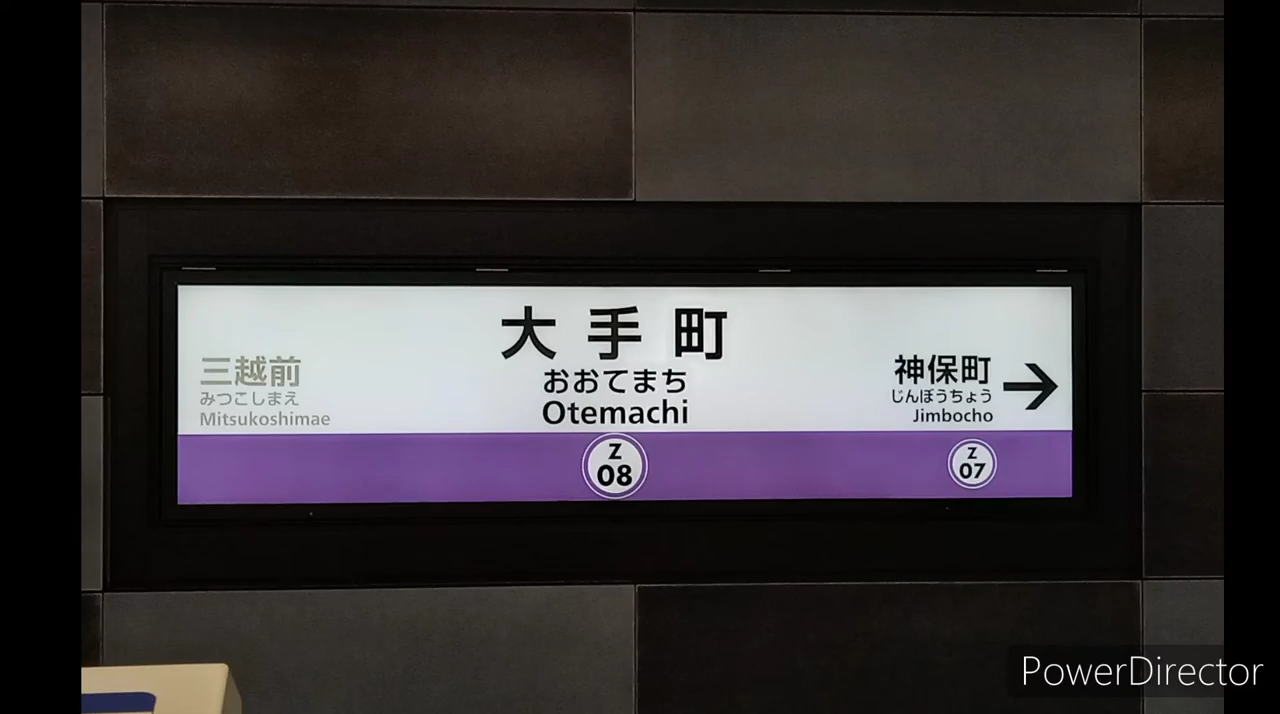 大手町
おおてまち
Otemachi
三越前
みつこしまえ
Mitsukoshimae
神保町
じんぼうちょう
Jimbocho
Z
08
Z
07
PowerDirector